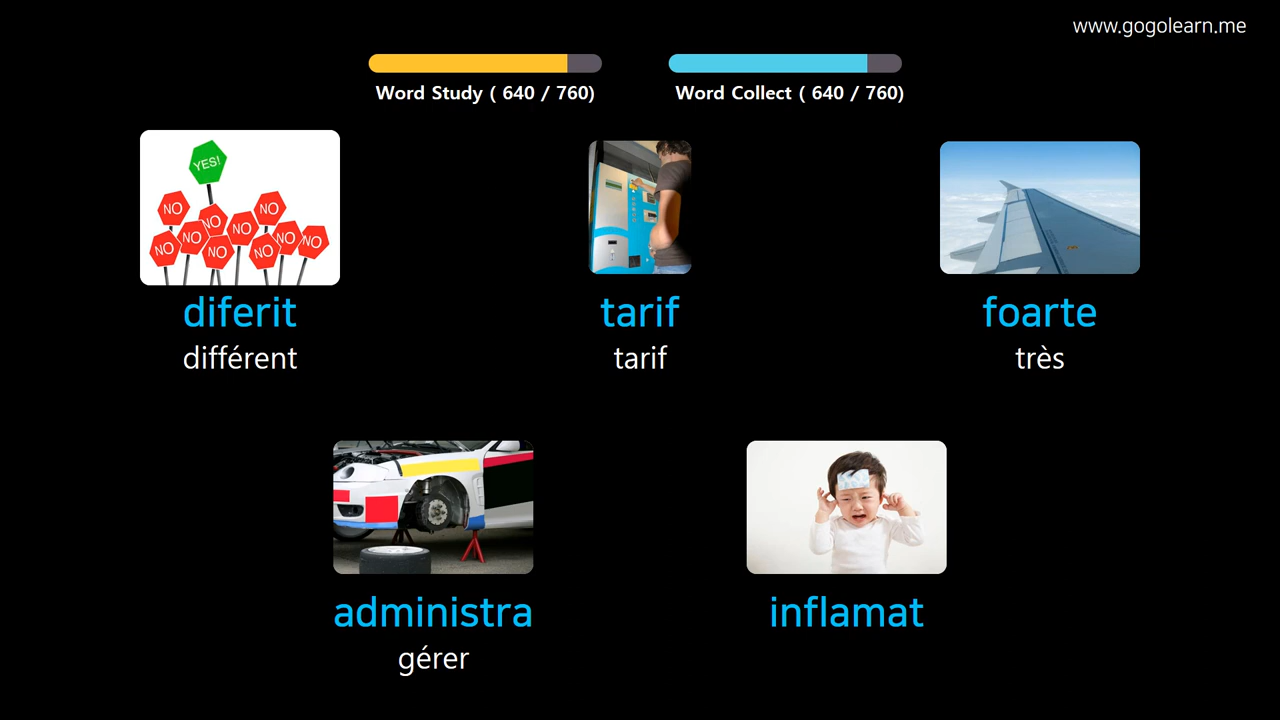 www.gogolearn.me
Word Study ( 640 / 760)
Word Collect ( 640 / 760)
YES!
NO
NO
NO
NO
NO
NO
NO
NO
NO
NO
diferit
différent
tarif
tarif
foarte
très
administra
gérer
inflamat